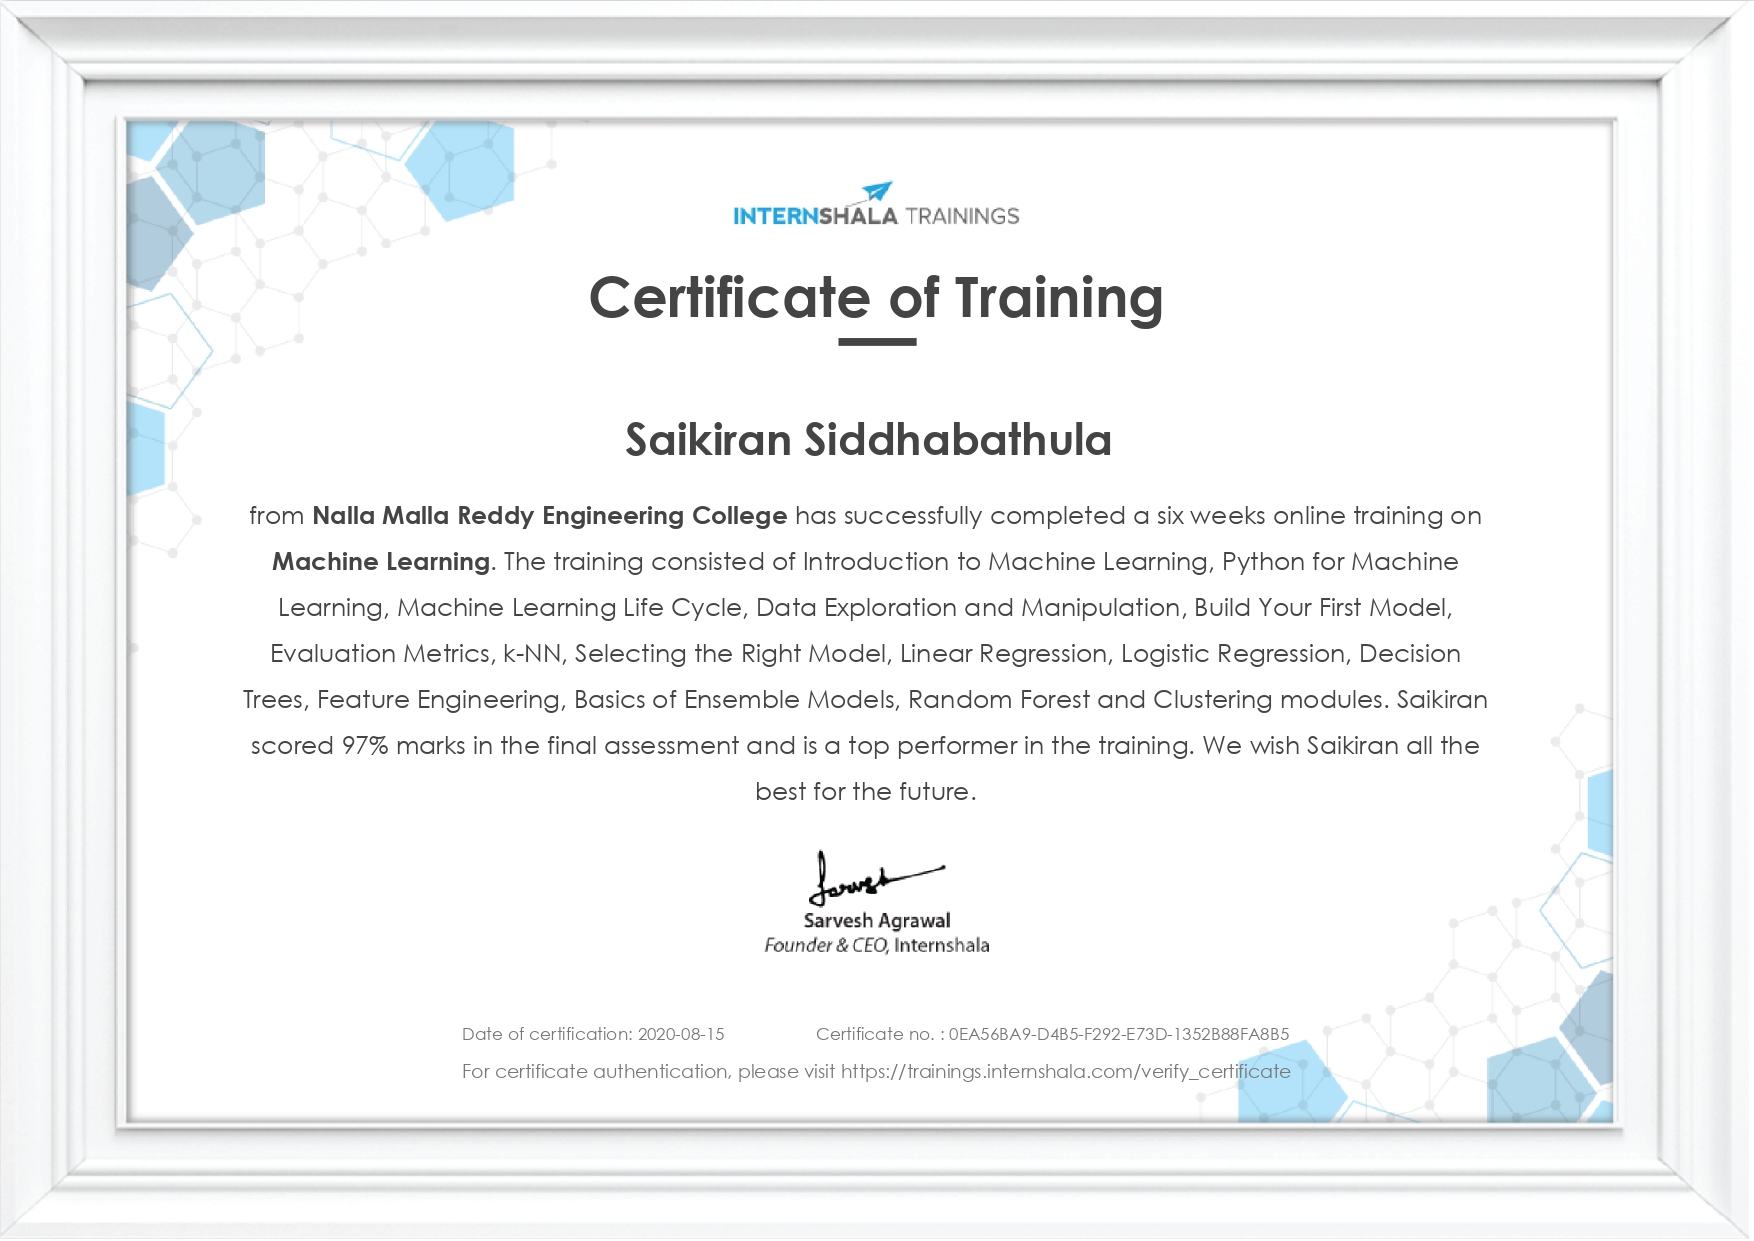 INTERNSHALA TRAININGS
Certificate of Training
Saikiran Siddhabathula
from Nalla Malla Reddy Engineering College has successfully completed a six weeks online training on
Machine Learning. The training consisted of Introduction to Machine Learning, Python for Machine
Learning, Machine Learning Life Cycle, Data Exploration and Manipulation, Build Your First Model,
Evaluation Metrics, k-NN, Selecting the Right Model, Linear Regression, Logistic Regression, Decision
Trees, Feature Engineering, Basics of Ensemble Models, Random Forest and Clustering modules. Saikiran
scored 97% marks in the final assessment and is a top performer in the training. We wish Saikiran all the
best for the future.
Sarvesh
Sarvesh Agrawal
Founder & CEO, Internshala
Date of certification: 2020-08-15 Certificate no. : 0EA56BA9-D4B5-F292-E73D-1352B88FA8B5
For certificate authentication, please visit https://trainings.internshala.com/verify_certificate